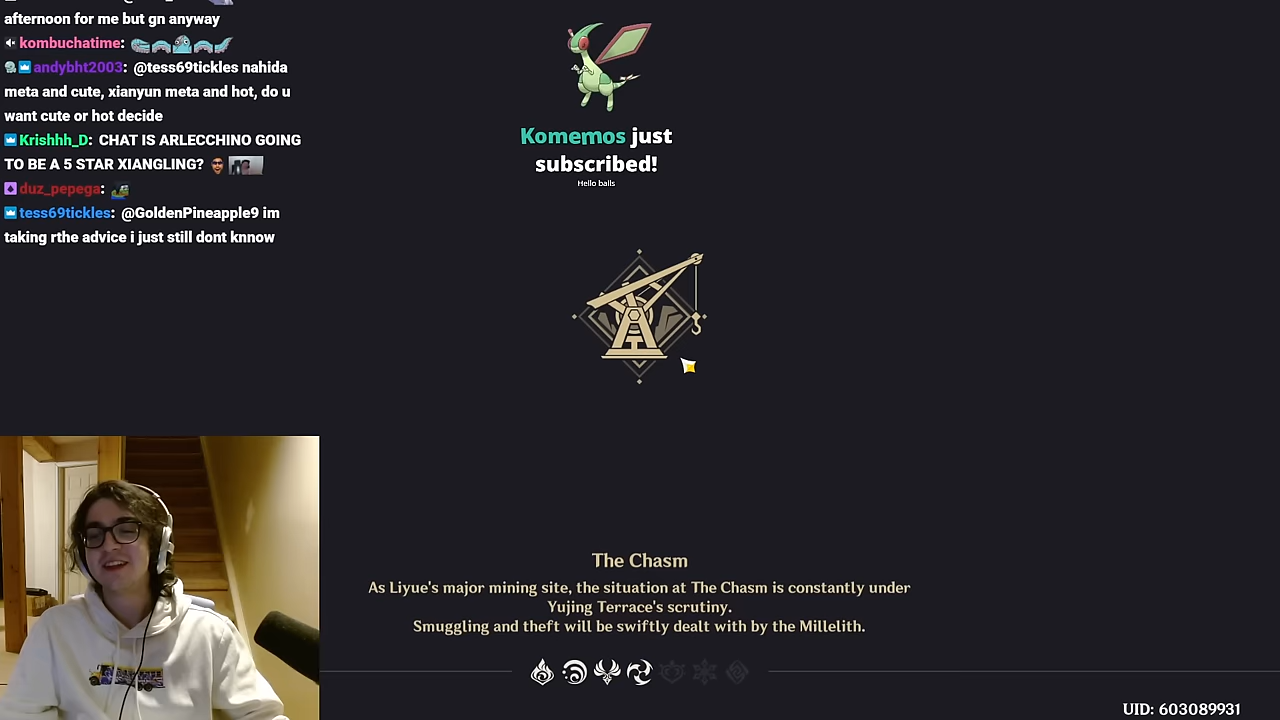 afternoon for me but gn anyway
kombuchatime:
andybht2003: @tess69tickles nahida
meta and cute, xianyun meta and hot, do u
want cute or hot decide
Krishhh_D: CHAT IS ARLECCHINO GOING
TO BE A 5 STAR XIANGLING?
duz_pepega:
tess69tickles: @GoldenPineapple9 im
taking rthe advice i just still dont knnow
Komemos just
subscribed!
Hello balls
The Chasm
As Liyue's major mining site, the situation at The Chasm is constantly under
Yujing Terrace's scrutiny.
Smuggling and theft will be swiftly dealt with by the Millelith.
UID: 603089931